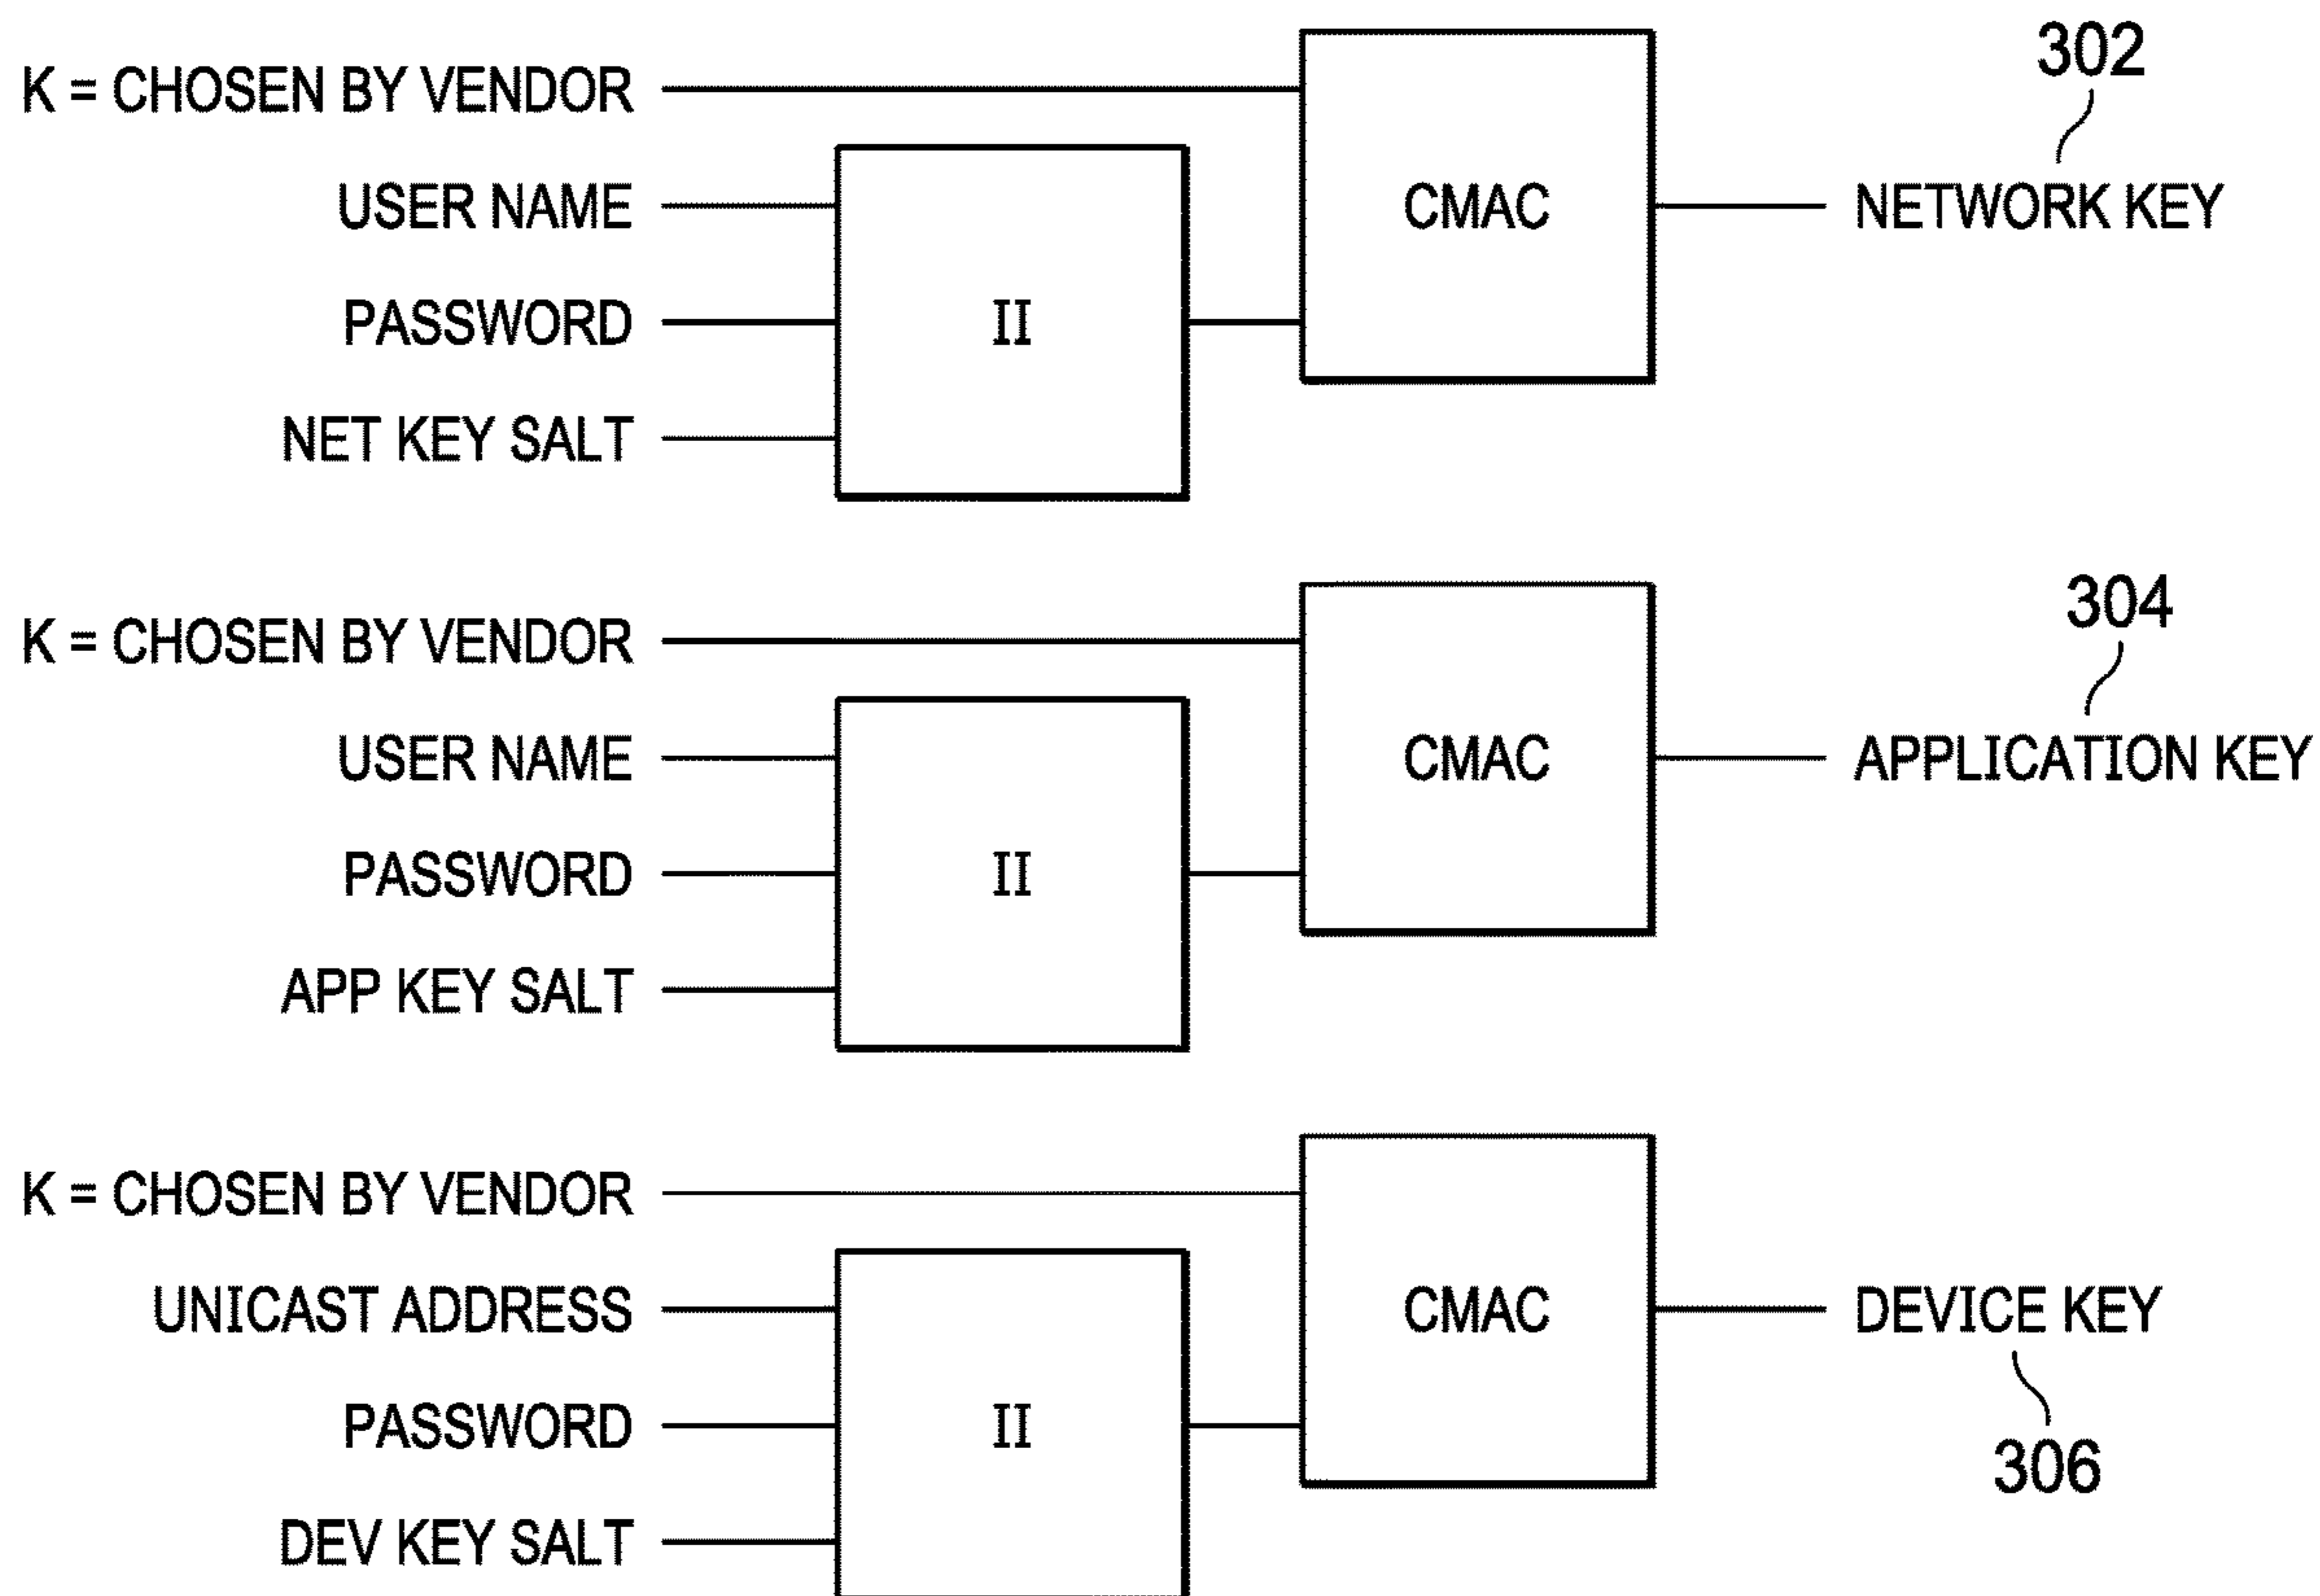 302
K = CHOSEN BY VENDOR
USER NAME
CMAC
NETWORK KEY
PASSWORD
II
NET KEY SALT
304
K = CHOSEN BY VENDOR
USER NAME
CMAC
APPLICATION KEY
PASSWORD
II
APP KEY SALT
K = CHOSEN BY VENDOR
UNICAST ADDRESS
CMAC
DEVICE KEY
PASSWORD
II
306
DEV KEY SALT